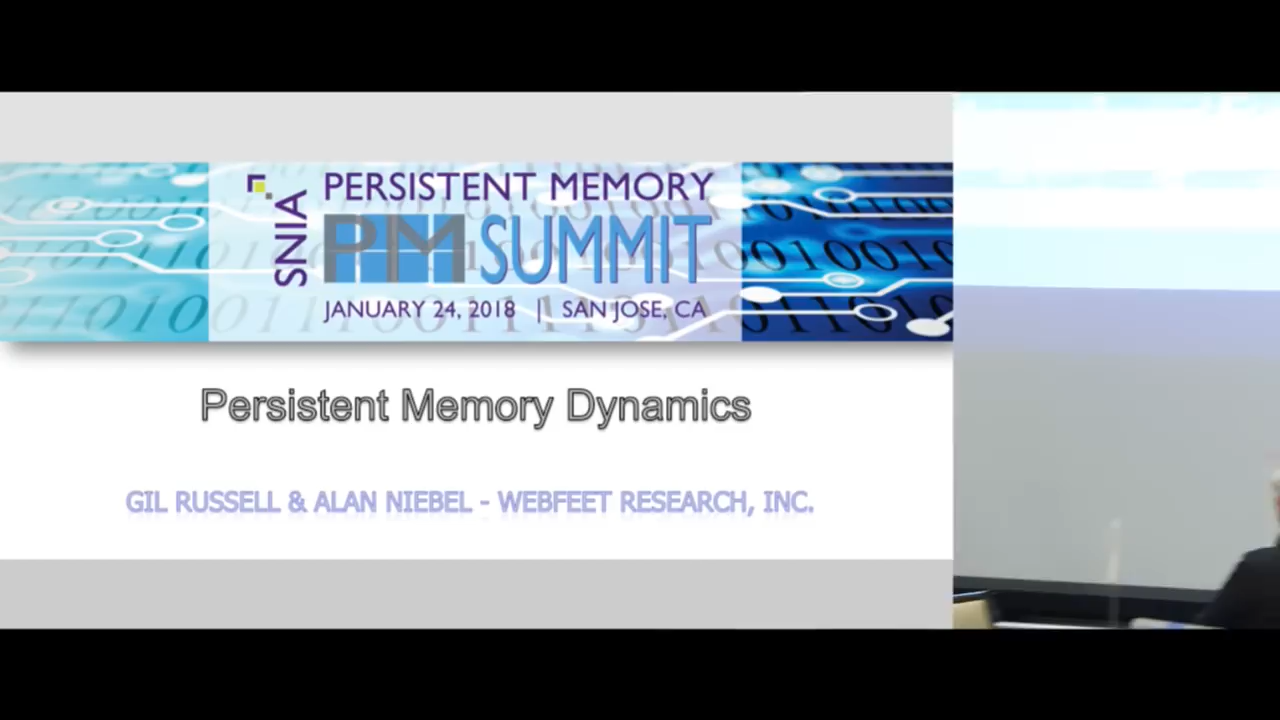 SNIA
PERSISTENT MEMORY
PM SUMMIT
JANUARY 24, 2018 | SAN JOSE, CA
Persistent Memory Dynamics
GIL RUSSELL & ALAN NIEBEL - WEBFEET RESEARCH, INC.